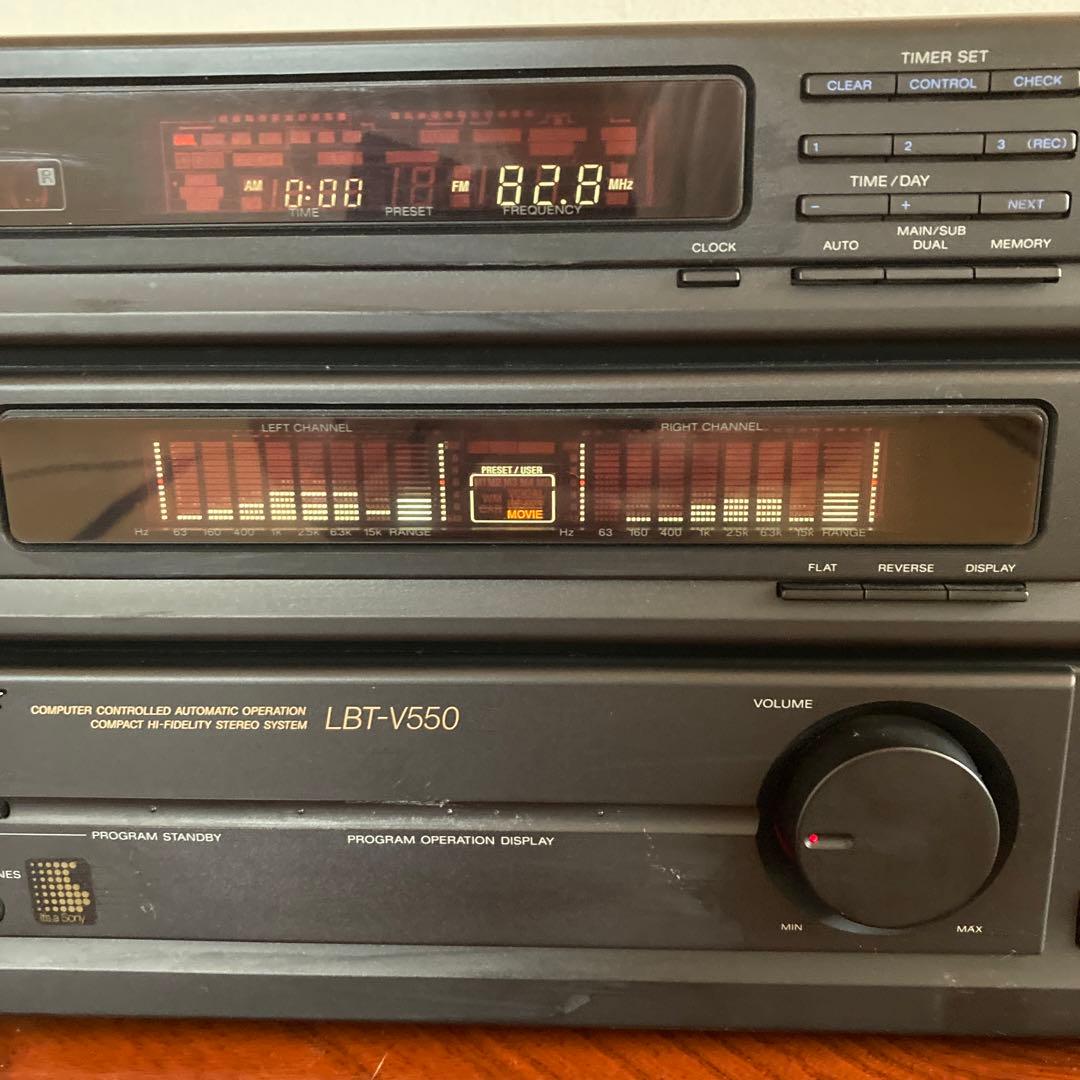 TIMER SET
CLEAR CONTROL CHECK
1 2 3 (REC)
TIME/DAY
- + NEXT
AM 0:00 FM 82.8 MHz
TIME PRESET FREQUENCY
CLOCK AUTO MAIN/SUB DUAL MEMORY
LEFT CHANNEL RIGHT CHANNEL
PRESET/USER
MOVIE
Hz 63 160 400 1k 2.5k 6.3k 15k RANGE Hz 63 160 400 1k 2.5k 6.3k 15k RANGE
FLAT REVERSE DISPLAY
COMPUTER CONTROLLED AUTOMATIC OPERATION
COMPACT HI-FIDELITY STEREO SYSTEM LBT-V550
VOLUME
PROGRAM STANDBY PROGRAM OPERATION DISPLAY
It's a Sony
MIN MAX